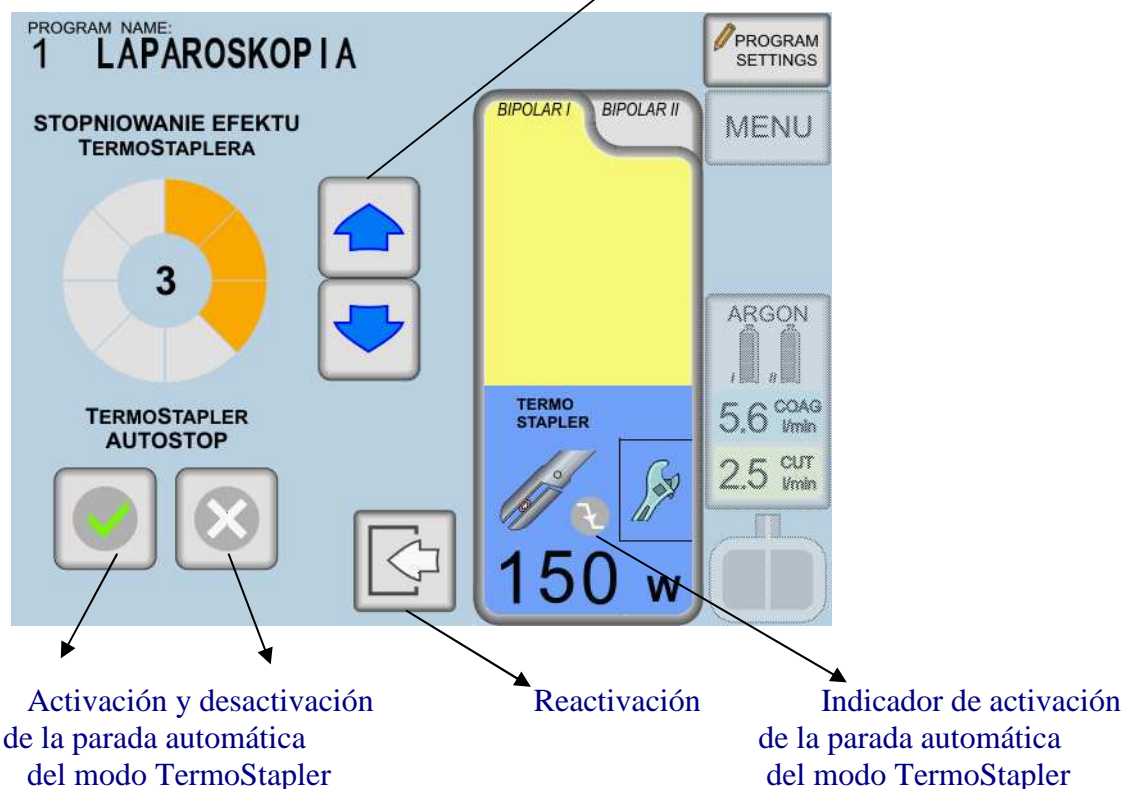 PROGRAM NAME:
1 LAPAROSKOPIA
PROGRAM
SETTINGS
MENU
STOPNIOWANIE EFEKTU
TERMOSTAPLERA
3
BIPOLAR I
BIPOLAR II
ARGON
I II
5.6 COAG l/min
2.5 CUT l/min
TERMOSTAPLER
AUTOSTOP
TERMO
STAPLER
150 W
Activación y desactivación
de la parada automática
del modo TermoStapler
Reactivación
Indicador de activación
de la parada automática
del modo TermoStapler